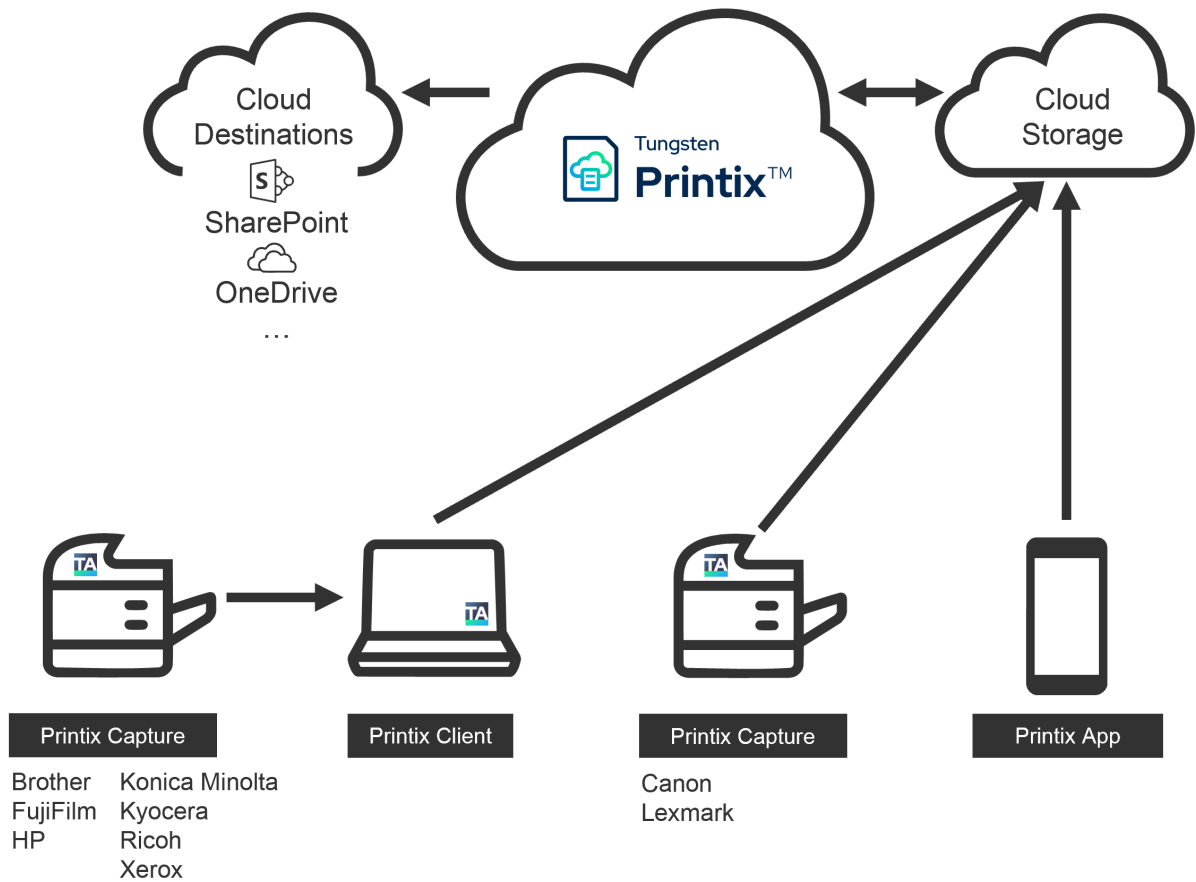 Cloud
Destinations
SharePoint
OneDrive
...
Tungsten
Printix™
Cloud
Storage
TA
TA
TA
Printix Capture
Brother
FujiFilm
HP
Konica Minolta
Kyocera
Ricoh
Xerox
Printix Client
Printix Capture
Canon
Lexmark
Printix App